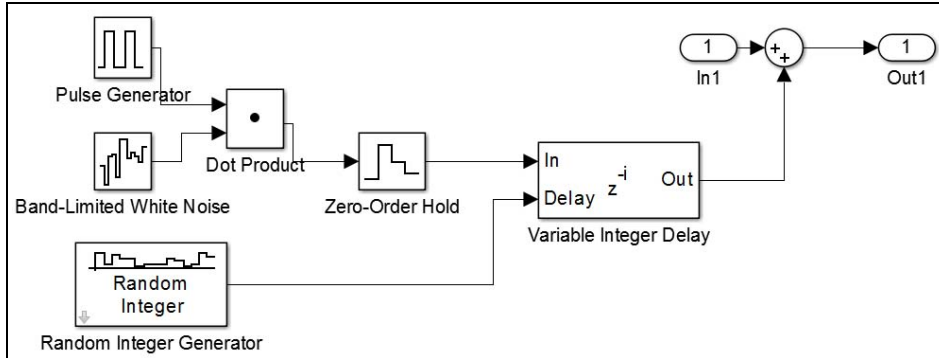 Pulse Generator
Band-Limited White Noise
Dot Product
Zero-Order Hold
Random
Integer
Random Integer Generator
In
Delay
z-i
Out
Variable Integer Delay
1
In1
+
+
1
Out1